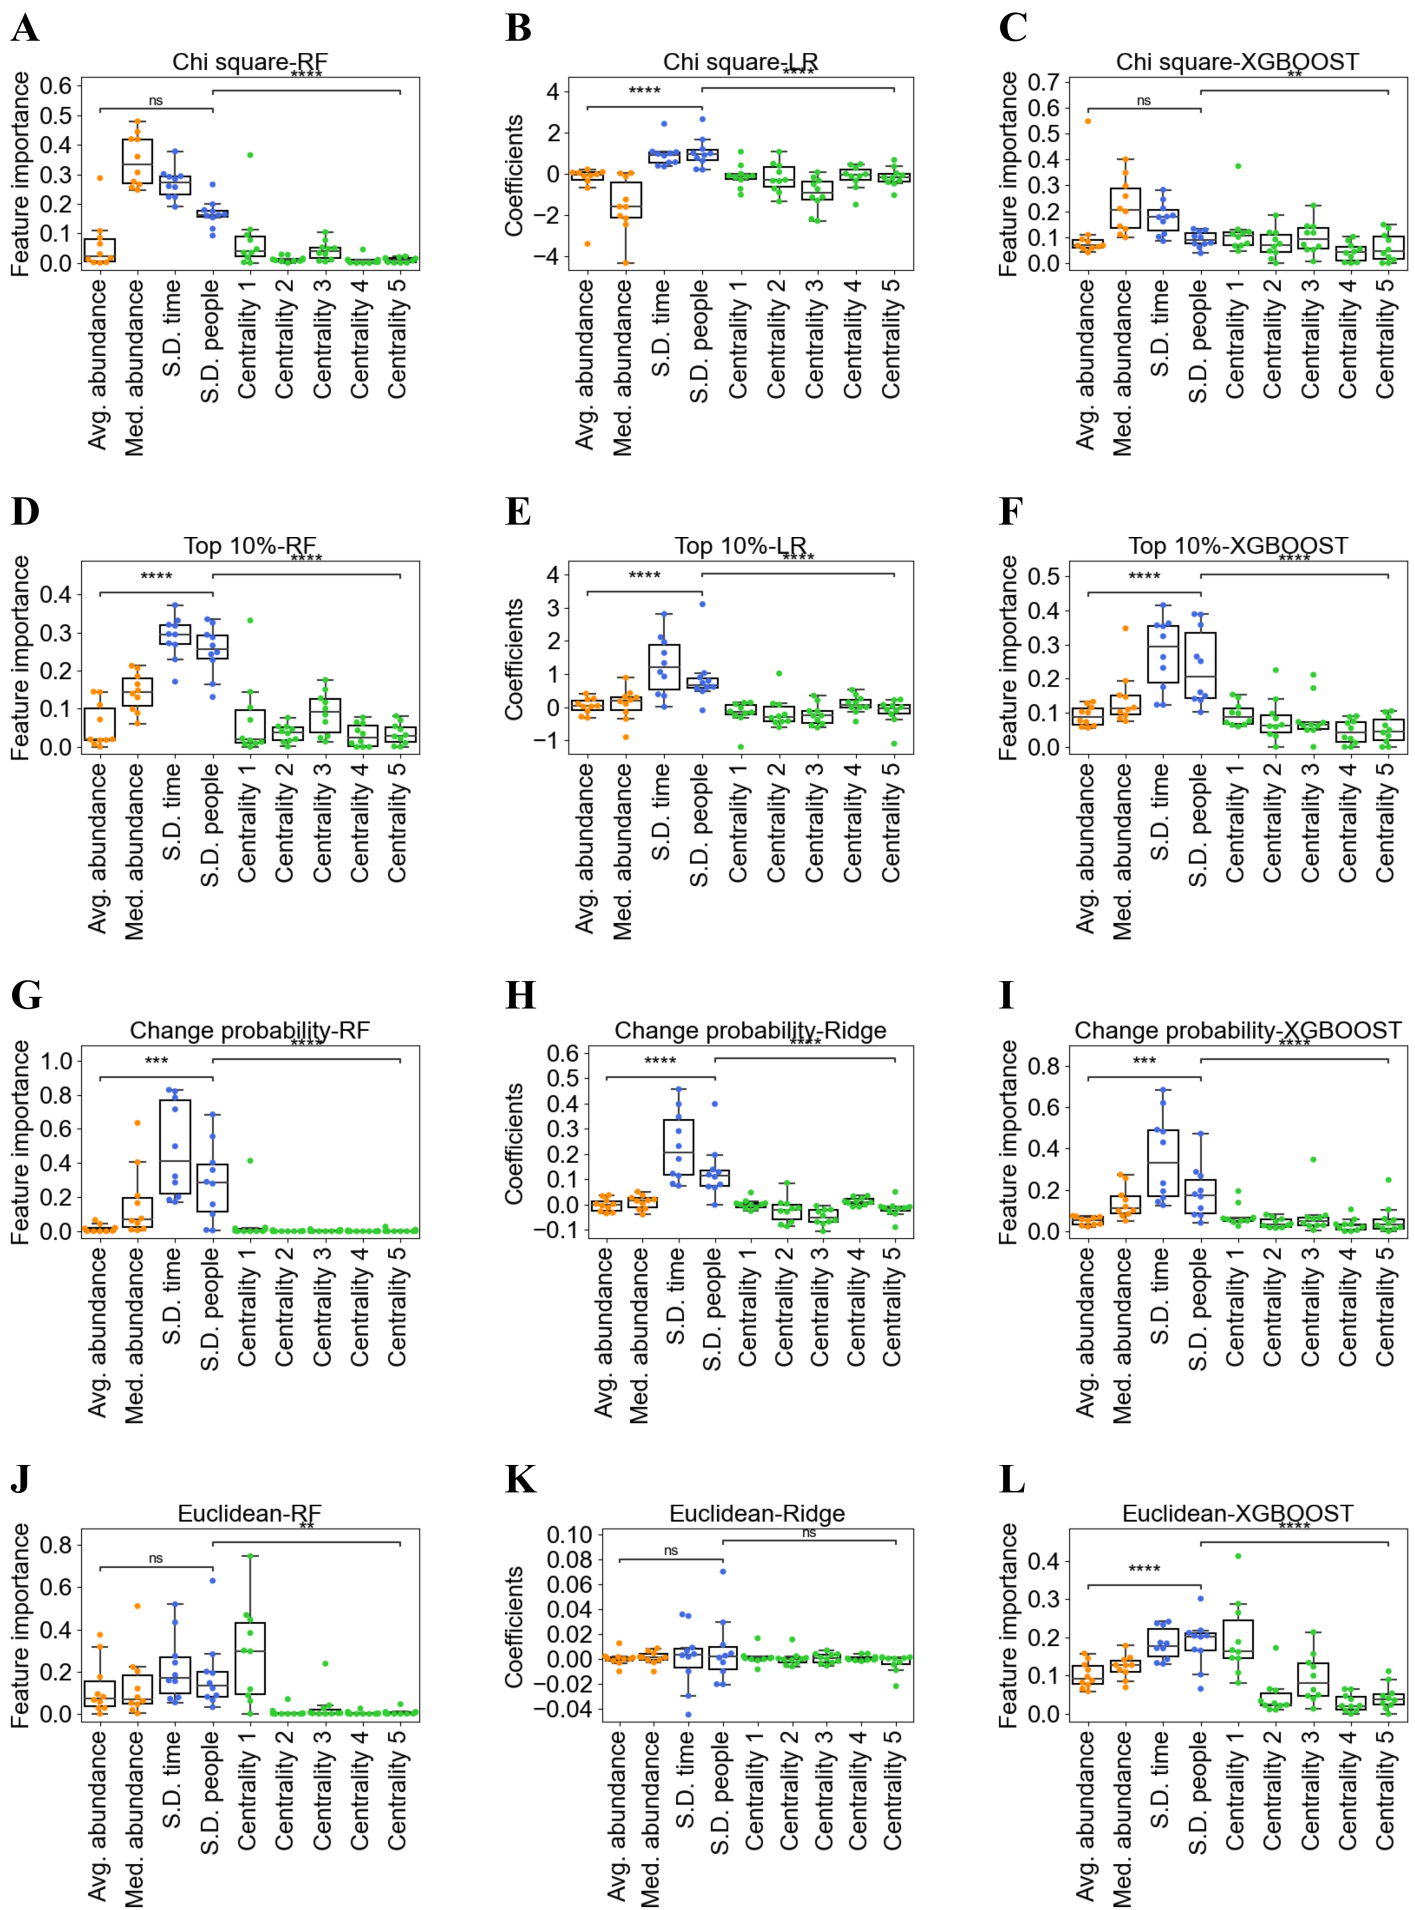 A
Chi square-RF
****
ns
Feature importance
0.6
0.5
0.4
0.3
0.2
0.1
0.0
Avg. abundance
Med. abundance
S.D. time
S.D. people
Centrality 1
Centrality 2
Centrality 3
Centrality 4
Centrality 5
B
Chi square-LR
****
****
Coefficients
4
2
0
−2
−4
Avg. abundance
Med. abundance
S.D. time
S.D. people
Centrality 1
Centrality 2
Centrality 3
Centrality 4
Centrality 5
C
Chi square-XGBOOST
**
ns
Feature importance
0.7
0.6
0.5
0.4
0.3
0.2
0.1
0.0
Avg. abundance
Med. abundance
S.D. time
S.D. people
Centrality 1
Centrality 2
Centrality 3
Centrality 4
Centrality 5
D
Top 10%-RF
****
****
Feature importance
0.4
0.3
0.2
0.1
0.0
Avg. abundance
Med. abundance
S.D. time
S.D. people
Centrality 1
Centrality 2
Centrality 3
Centrality 4
Centrality 5
E
Top 10%-LR
****
****
Coefficients
4
3
2
1
0
−1
Avg. abundance
Med. abundance
S.D. time
S.D. people
Centrality 1
Centrality 2
Centrality 3
Centrality 4
Centrality 5
F
Top 10%-XGBOOST
****
****
Feature importance
0.5
0.4
0.3
0.2
0.1
0.0
Avg. abundance
Med. abundance
S.D. time
S.D. people
Centrality 1
Centrality 2
Centrality 3
Centrality 4
Centrality 5
G
Change probability-RF
****
***
Feature importance
1.0
0.8
0.6
0.4
0.2
0.0
Avg. abundance
Med. abundance
S.D. time
S.D. people
Centrality 1
Centrality 2
Centrality 3
Centrality 4
Centrality 5
H
Change probability-Ridge
****
****
Coefficients
0.6
0.5
0.4
0.3
0.2
0.1
0.0
−0.1
Avg. abundance
Med. abundance
S.D. time
S.D. people
Centrality 1
Centrality 2
Centrality 3
Centrality 4
Centrality 5
I
Change probability-XGBOOST
****
***
Feature importance
0.8
0.6
0.4
0.2
0.0
Avg. abundance
Med. abundance
S.D. time
S.D. people
Centrality 1
Centrality 2
Centrality 3
Centrality 4
Centrality 5
J
Euclidean-RF
**
ns
Feature importance
0.8
0.6
0.4
0.2
0.0
Avg. abundance
Med. abundance
S.D. time
S.D. people
Centrality 1
Centrality 2
Centrality 3
Centrality 4
Centrality 5
K
Euclidean-Ridge
ns
ns
Coefficients
0.10
0.08
0.06
0.04
0.02
0.00
−0.02
−0.04
Avg. abundance
Med. abundance
S.D. time
S.D. people
Centrality 1
Centrality 2
Centrality 3
Centrality 4
Centrality 5
L
Euclidean-XGBOOST
****
****
Feature importance
0.4
0.3
0.2
0.1
0.0
Avg. abundance
Med. abundance
S.D. time
S.D. people
Centrality 1
Centrality 2
Centrality 3
Centrality 4
Centrality 5